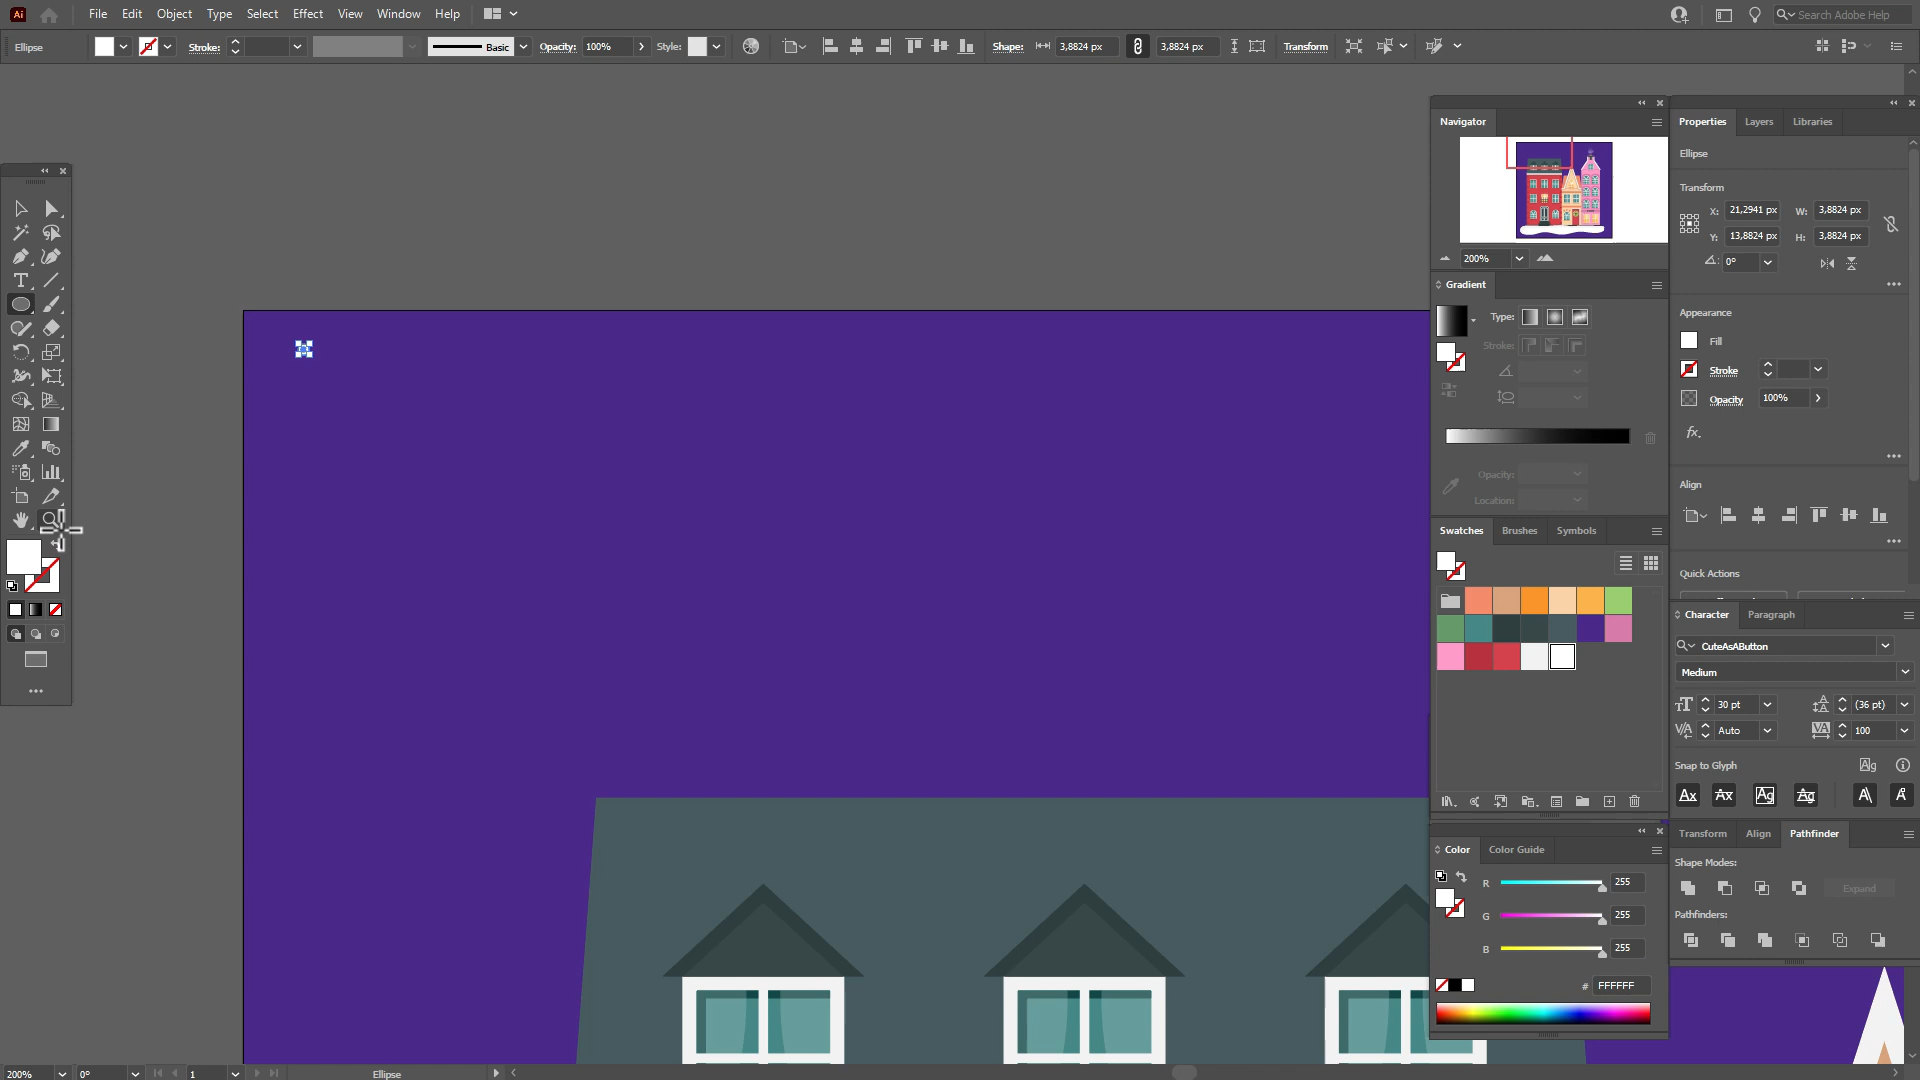 Ai File Edit Object Type Select Effect View Window Help Search Adobe Help
Ellipse Stroke: Basic Opacity: 100% Style: Shape: 3,8824 px 3,8824 px Transform
Navigator
200%
Gradient
Type:
Stroke:
Opacity:
Location:
Swatches Brushes Symbols
Color Color Guide
R 255
G 255
B 255
# FFFFFF
Properties Layers Libraries
Ellipse
Transform
X: 21,2941 px W: 3,8824 px
Y: 13,8824 px H: 3,8824 px
0°
Appearance
Fill
Stroke
Opacity 100%
fx.
Align
Quick Actions
Character Paragraph
CuteAsAButton
Medium
30 pt (36 pt)
Auto 100
Snap to Glyph
Transform Align Pathfinder
Shape Modes:
Expand
Pathfinders:
200% 0° 1 Ellipse